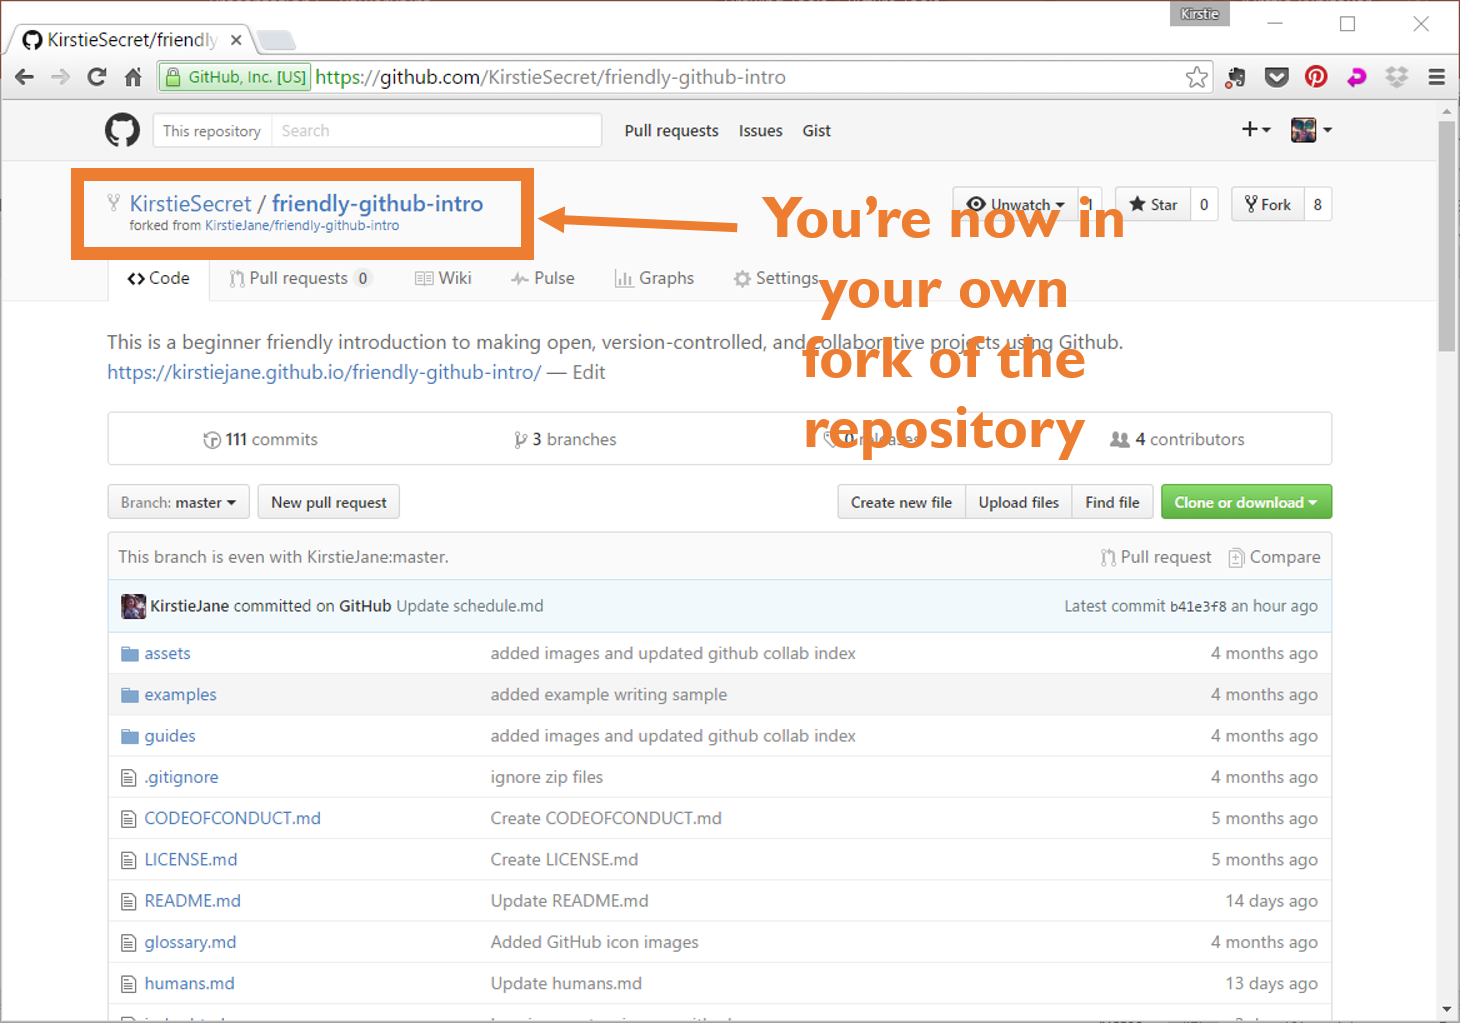 Kirstie
KirstieSecret/friendly
GitHub, Inc. [US] https://github.com/KirstieSecret/friendly-github-intro
This repository Search Pull requests Issues Gist
KirstieSecret / friendly-github-intro
forked from KirstieJane/friendly-github-intro
Unwatch 1 Star 0 Fork 8
You’re now in
your own
fork of the
repository
Code Pull requests 0 Wiki Pulse Graphs Settings
This is a beginner friendly introduction to making open, version-controlled, and collaborative projects using Github.
https://kirstiejane.github.io/friendly-github-intro/ — Edit
111 commits 3 branches 0 releases 4 contributors
Branch: master New pull request Create new file Upload files Find file Clone or download
This branch is even with KirstieJane:master. Pull request Compare
KirstieJane committed on GitHub Update schedule.md Latest commit b41e3f8 an hour ago
assets added images and updated github collab index 4 months ago
examples added example writing sample 4 months ago
guides added images and updated github collab index 4 months ago
.gitignore ignore zip files 4 months ago
CODEOFCONDUCT.md Create CODEOFCONDUCT.md 5 months ago
LICENSE.md Create LICENSE.md 5 months ago
README.md Update README.md 14 days ago
glossary.md Added GitHub icon images 4 months ago
humans.md Update humans.md 13 days ago